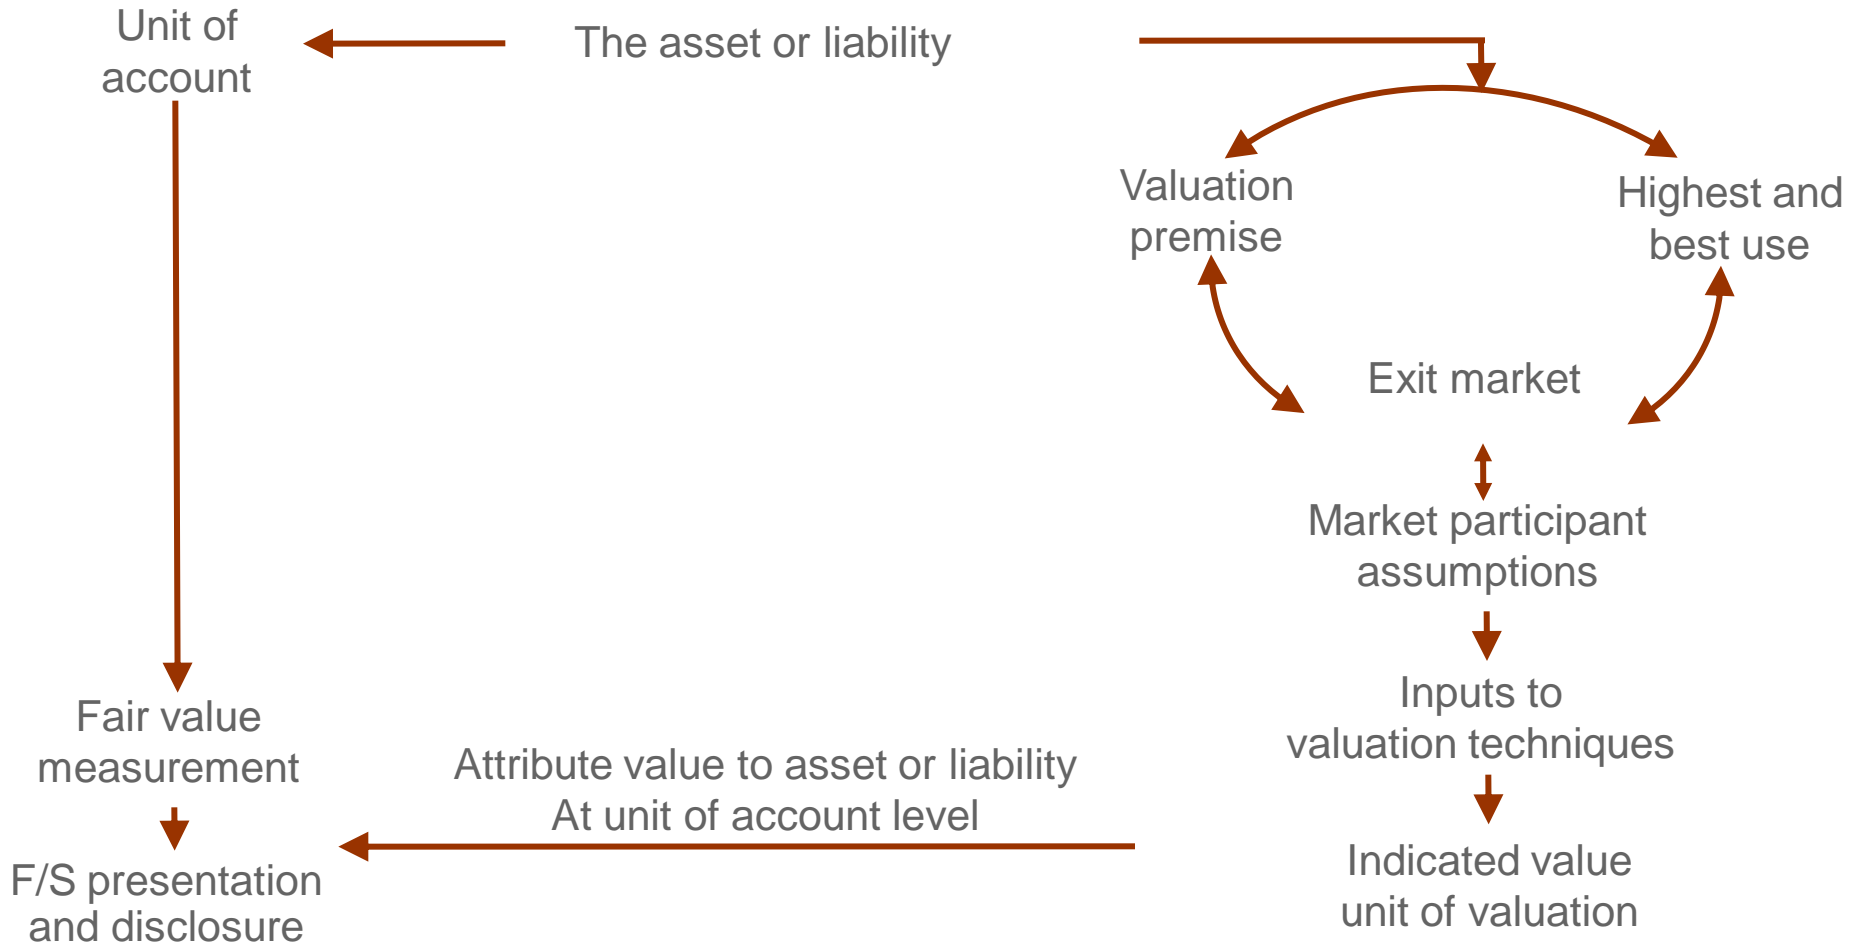 Unit of
account
The asset or liability
Valuation
premise
Highest and
best use
Exit market
Market participant
assumptions
Inputs to
valuation techniques
Indicated value
unit of valuation
Attribute value to asset or liability
At unit of account level
Fair value
measurement
F/S presentation
and disclosure